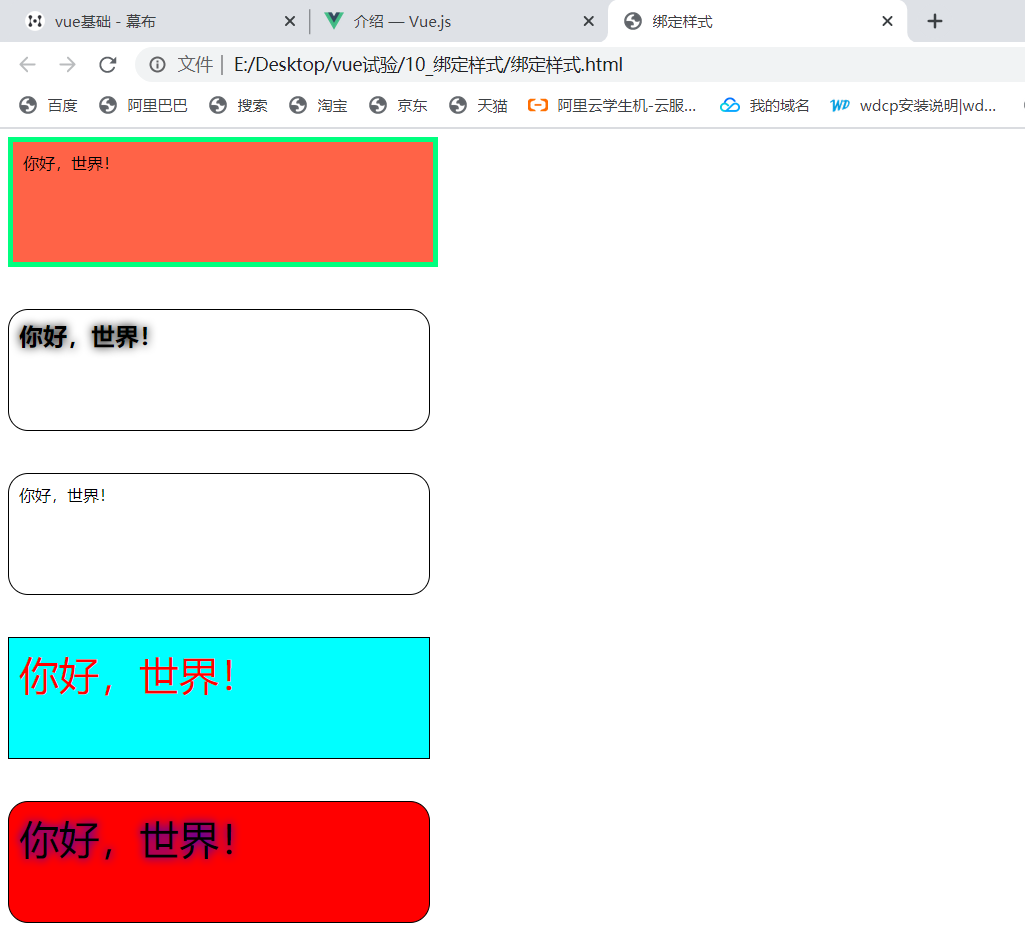 vue基础 - 幕布
介绍 — Vue.js
绑定样式
文件 | E:/Desktop/vue试验/10_绑定样式/绑定样式.html
百度 阿里巴巴 搜索 淘宝 京东 天猫 阿里云学生机-云服... 我的域名 WD wdcp安装说明|wd...
你好，世界！
你好，世界！
你好，世界！
你好，世界！
你好，世界！